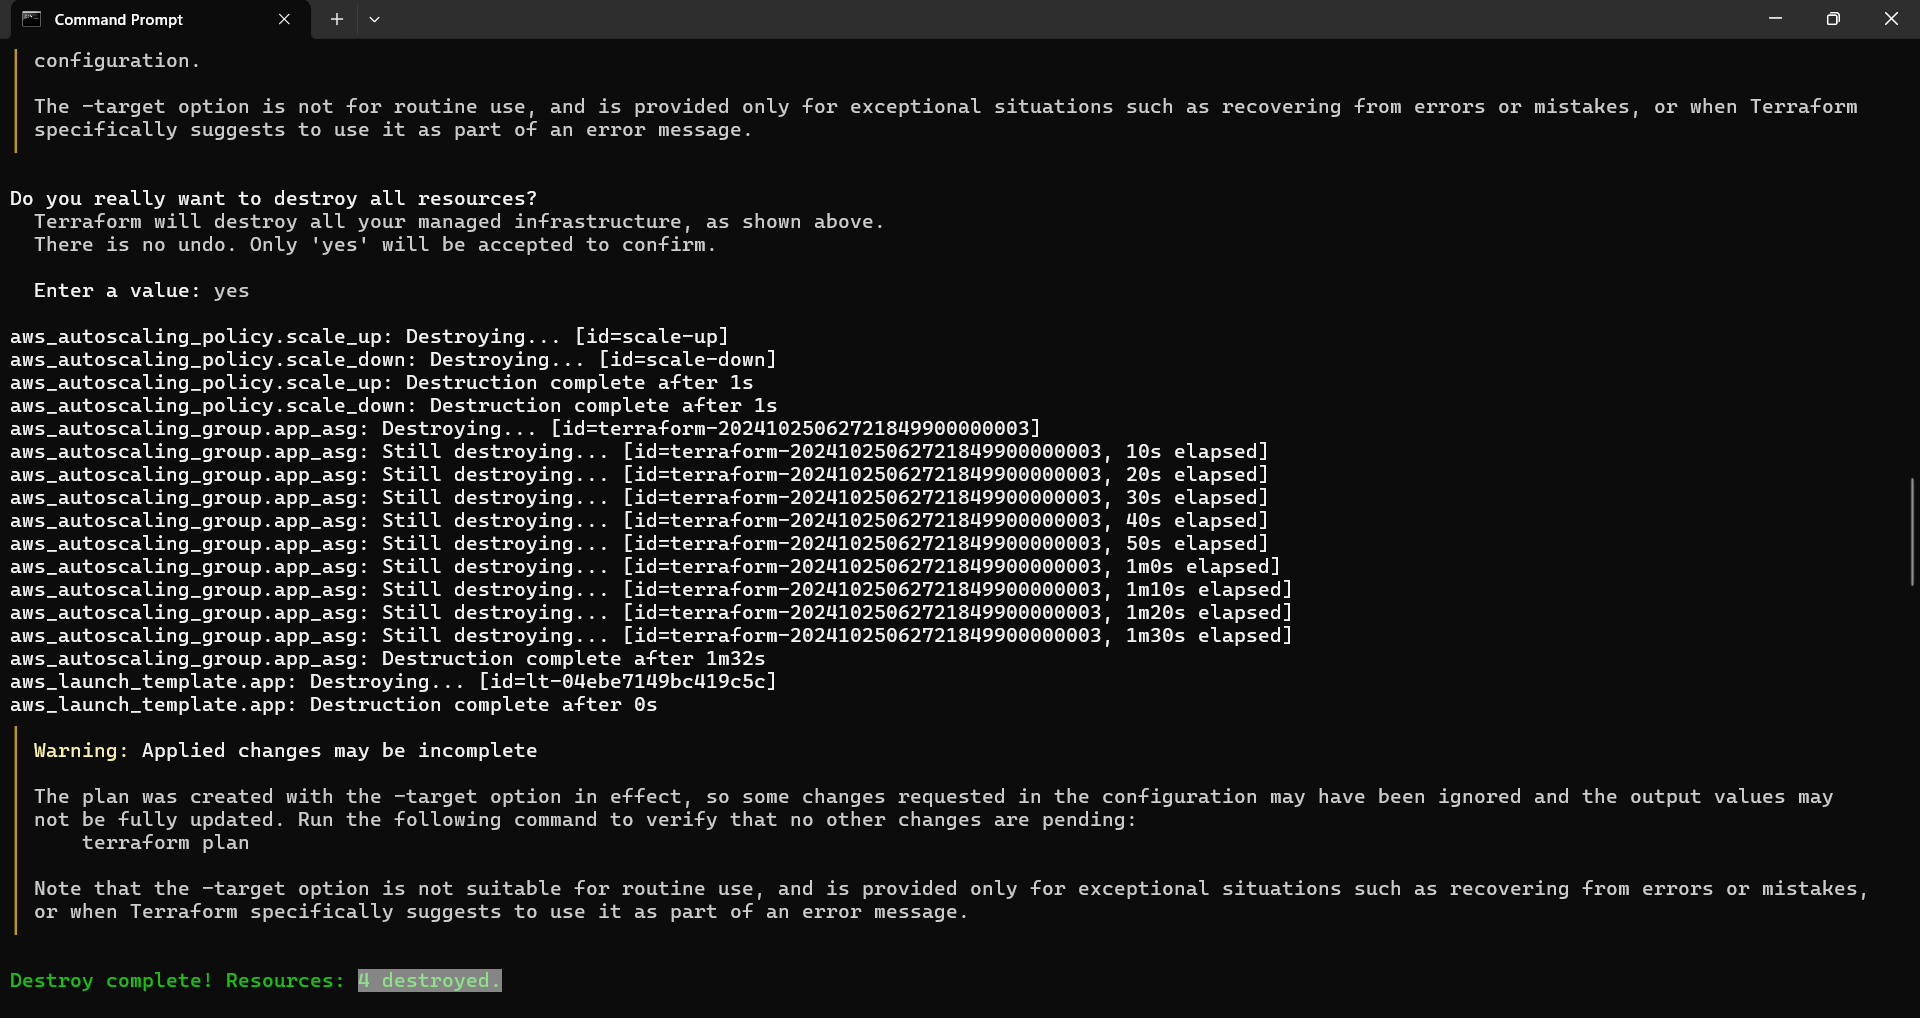 Command Prompt
configuration.
The -target option is not for routine use, and is provided only for exceptional situations such as recovering from errors or mistakes, or when Terraform
specifically suggests to use it as part of an error message.
Do you really want to destroy all resources?
Terraform will destroy all your managed infrastructure, as shown above.
There is no undo. Only 'yes' will be accepted to confirm.
Enter a value: yes
aws_autoscaling_policy.scale_up: Destroying... [id=scale-up]
aws_autoscaling_policy.scale_down: Destroying... [id=scale-down]
aws_autoscaling_policy.scale_up: Destruction complete after 1s
aws_autoscaling_policy.scale_down: Destruction complete after 1s
aws_autoscaling_group.app_asg: Destroying... [id=terraform-20241025062721849900000003]
aws_autoscaling_group.app_asg: Still destroying... [id=terraform-20241025062721849900000003, 10s elapsed]
aws_autoscaling_group.app_asg: Still destroying... [id=terraform-20241025062721849900000003, 20s elapsed]
aws_autoscaling_group.app_asg: Still destroying... [id=terraform-20241025062721849900000003, 30s elapsed]
aws_autoscaling_group.app_asg: Still destroying... [id=terraform-20241025062721849900000003, 40s elapsed]
aws_autoscaling_group.app_asg: Still destroying... [id=terraform-20241025062721849900000003, 50s elapsed]
aws_autoscaling_group.app_asg: Still destroying... [id=terraform-20241025062721849900000003, 1m0s elapsed]
aws_autoscaling_group.app_asg: Still destroying... [id=terraform-20241025062721849900000003, 1m10s elapsed]
aws_autoscaling_group.app_asg: Still destroying... [id=terraform-20241025062721849900000003, 1m20s elapsed]
aws_autoscaling_group.app_asg: Still destroying... [id=terraform-20241025062721849900000003, 1m30s elapsed]
aws_autoscaling_group.app_asg: Destruction complete after 1m32s
aws_launch_template.app: Destroying... [id=lt-04ebe7149bc419c5c]
aws_launch_template.app: Destruction complete after 0s
Warning: Applied changes may be incomplete
The plan was created with the -target option in effect, so some changes requested in the configuration may have been ignored and the output values may
not be fully updated. Run the following command to verify that no other changes are pending:
terraform plan
Note that the -target option is not suitable for routine use, and is provided only for exceptional situations such as recovering from errors or mistakes,
or when Terraform specifically suggests to use it as part of an error message.
Destroy complete! Resources: 4 destroyed.